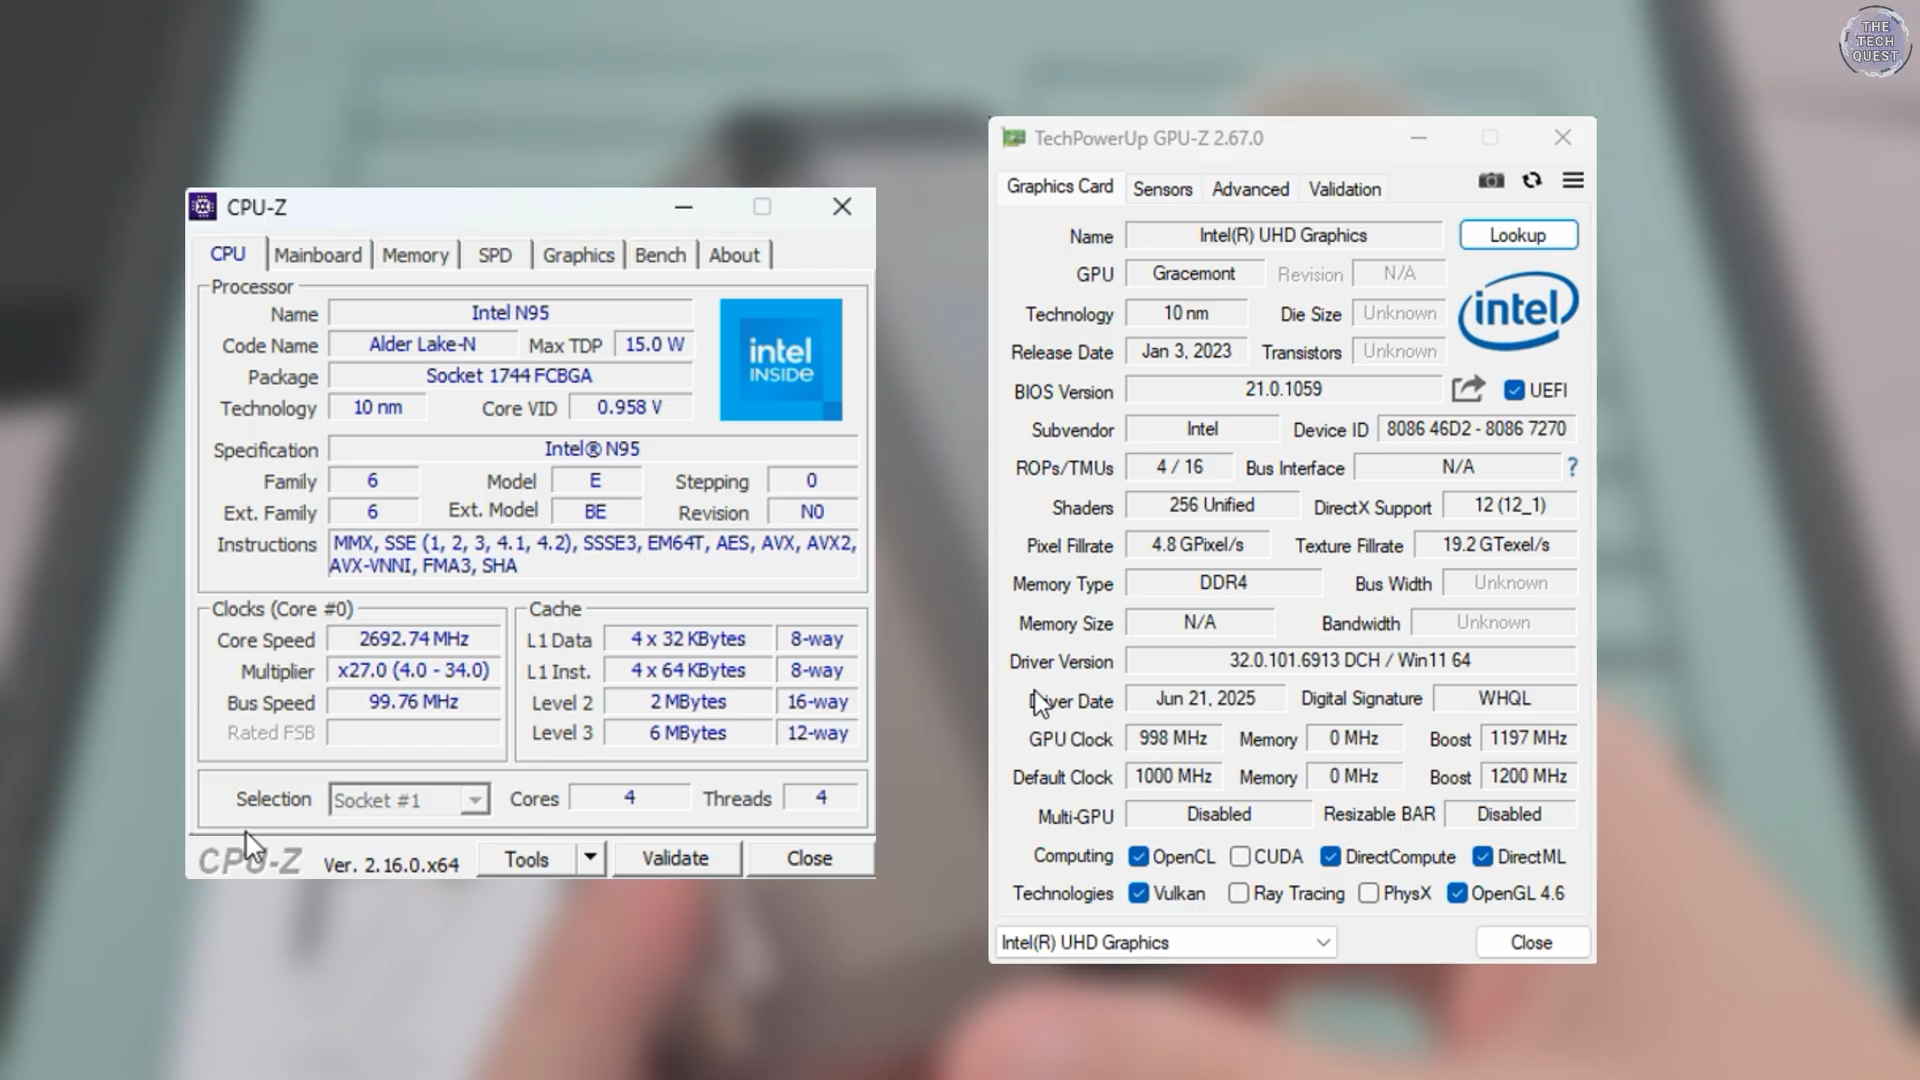 THE
TECH
QUEST
CPU-Z
CPU Mainboard Memory SPD Graphics Bench About
Processor
Name Intel N95
Code Name Alder Lake-N Max TDP 15.0 W
Package Socket 1744 FCBGA
Technology 10 nm Core VID 0.958 V
intel
INSIDE
Specification Intel® N95
Family 6 Model E Stepping 0
Ext. Family 6 Ext. Model BE Revision N0
Instructions MMX, SSE (1, 2, 3, 4.1, 4.2), SSSE3, EM64T, AES, AVX, AVX2,
AVX-VNNI, FMA3, SHA
Clocks (Core #0)
Core Speed 2692.74 MHz
Multiplier x27.0 (4.0 - 34.0)
Bus Speed 99.76 MHz
Rated FSB
Cache
L1 Data 4 x 32 KBytes 8-way
L1 Inst. 4 x 64 KBytes 8-way
Level 2 2 MBytes 16-way
Level 3 6 MBytes 12-way
Selection Socket #1 Cores 4 Threads 4
CPU-Z Ver. 2.16.0.x64 Tools Validate Close
TechPowerUp GPU-Z 2.67.0
Graphics Card Sensors Advanced Validation
Name Intel(R) UHD Graphics Lookup
GPU Gracemont Revision N/A
intel
Technology 10 nm Die Size Unknown
Release Date Jan 3, 2023 Transistors Unknown
BIOS Version 21.0.1059 UEFI
Subvendor Intel Device ID 8086 46D2 - 8086 7270
ROPs/TMUs 4 / 16 Bus Interface N/A ?
Shaders 256 Unified DirectX Support 12 (12_1)
Pixel Fillrate 4.8 GPixel/s Texture Fillrate 19.2 GTexel/s
Memory Type DDR4 Bus Width Unknown
Memory Size N/A Bandwidth Unknown
Driver Version 32.0.101.6913 DCH / Win11 64
Driver Date Jun 21, 2025 Digital Signature WHQL
GPU Clock 998 MHz Memory 0 MHz Boost 1197 MHz
Default Clock 1000 MHz Memory 0 MHz Boost 1200 MHz
Multi-GPU Disabled Resizable BAR Disabled
Computing OpenCL CUDA DirectCompute DirectML
Technologies Vulkan Ray Tracing PhysX OpenGL 4.6
Intel(R) UHD Graphics Close